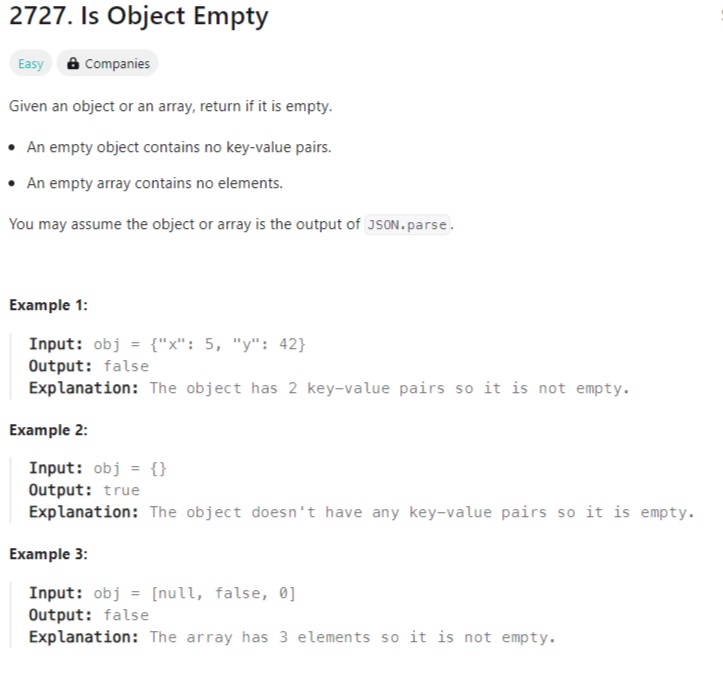 2727. Is Object Empty
Easy Companies
Given an object or an array, return if it is empty.
• An empty object contains no key-value pairs.
• An empty array contains no elements.
You may assume the object or array is the output of JSON.parse.
Example 1:
Input: obj = {"x": 5, "y": 42}
Output: false
Explanation: The object has 2 key-value pairs so it is not empty.
Example 2:
Input: obj = {}
Output: true
Explanation: The object doesn't have any key-value pairs so it is empty.
Example 3:
Input: obj = [null, false, 0]
Output: false
Explanation: The array has 3 elements so it is not empty.